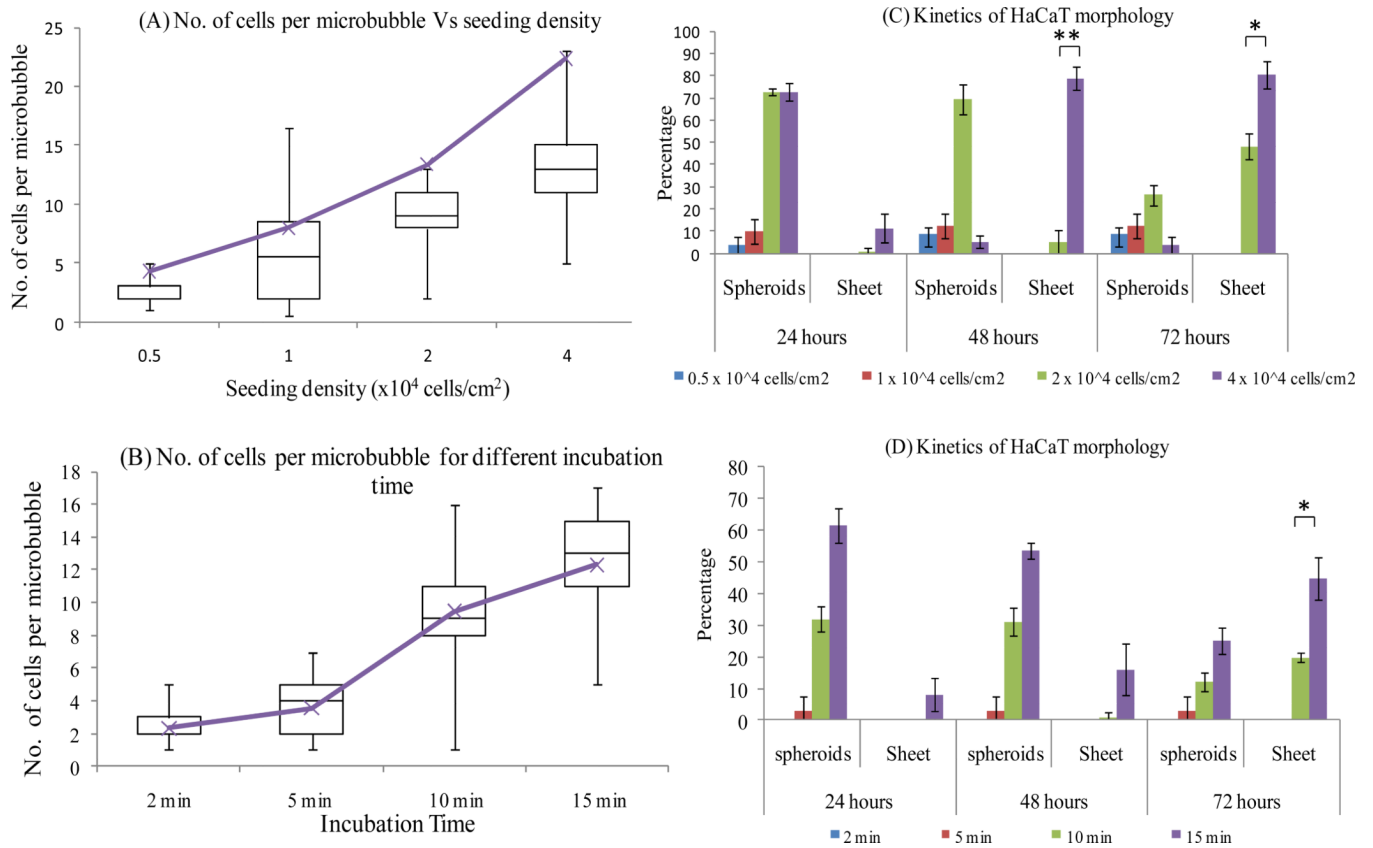 (A) No. of cells per microbubble Vs seeding density
No. of cells per microbubble
25
20
15
10
5
0
0.5 1 2 4
Seeding density (x10⁴ cells/cm²)
(B) No. of cells per microbubble for different incubation
time
No. of cells per microbubble
18
16
14
12
10
8
6
4
2
0
2 min 5 min 10 min 15 min
Incubation Time
(C) Kinetics of HaCaT morphology
Percentage
100
90
80
70
60
50
40
30
20
10
0
** *
Spheroids Sheet Spheroids Sheet Spheroids Sheet
24 hours 48 hours 72 hours
0.5 x 10^4 cells/cm2 1 x 10^4 cells/cm2 2 x 10^4 cells/cm2 4 x 10^4 cells/cm2
(D) Kinetics of HaCaT morphology
Percentage
80
70
60
50
40
30
20
10
0
*
spheroids Sheet spheroids Sheet spheroids Sheet
24 hours 48 hours 72 hours
2 min 5 min 10 min 15 min